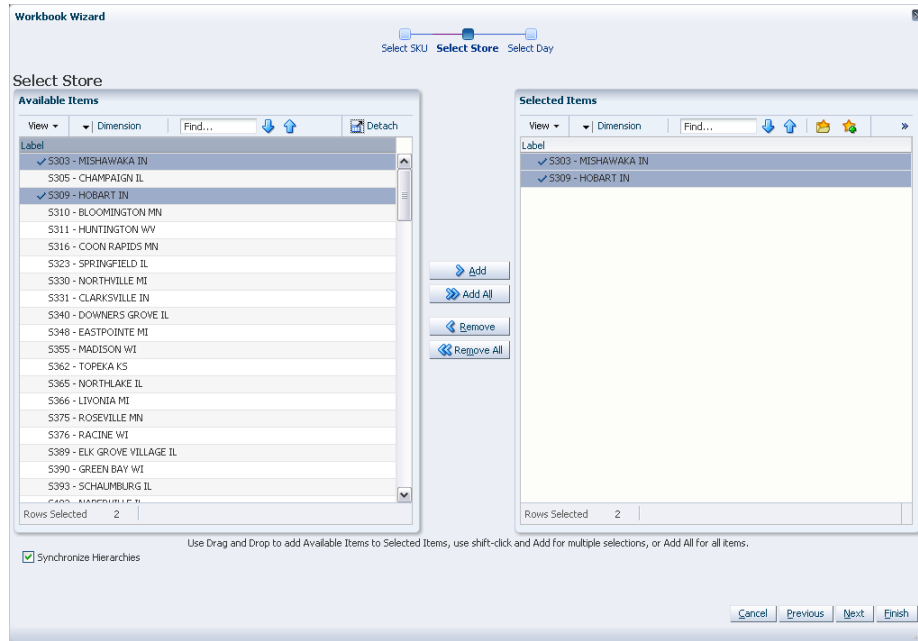 Workbook Wizard
Select SKU Select Store Select Day
Select Store
Available Items
View Dimension Find... Detach
Label
S303 - MISHAWAKA IN
S305 - CHAMPAIGN IL
S309 - HOBART IN
S310 - BLOOMINGTON MN
S311 - HUNTINGTON WV
S316 - COON RAPIDS MN
S323 - SPRINGFIELD IL
S330 - NORTHVILLE MI
S331 - CLARKSVILLE IN
S340 - DOWNERS GROVE IL
S348 - EASTPOINTE MI
S355 - MADISON WI
S362 - TOPEKA KS
S365 - NORTHLAKE IL
S366 - LIVONIA MI
S375 - ROSEVILLE MN
S376 - RACINE WI
S389 - ELK GROVE VILLAGE IL
S390 - GREEN BAY WI
S393 - SCHAUMBURG IL
Rows Selected 2
Add
Add All
Remove
Remove All
Selected Items
View Dimension Find... »
Label
S303 - MISHAWAKA IN
S309 - HOBART IN
Rows Selected 2
Use Drag and Drop to add Available Items to Selected Items, use shift-click and Add for multiple selections, or Add All for all items.
Synchronize Hierarchies
Cancel Previous Next Finish